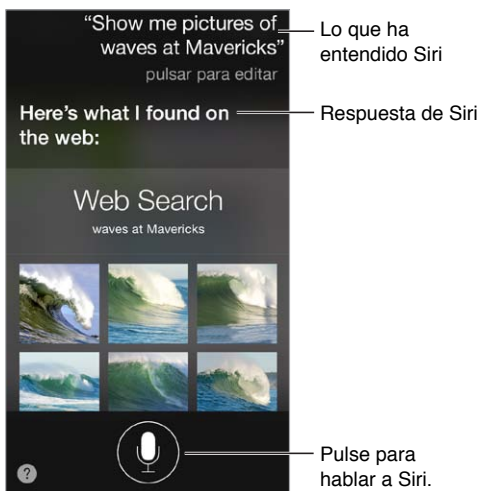 “Show me pictures of
waves at Mavericks”
pulsar para editar
Lo que ha
entendido Siri
Here’s what I found on
the web:
Respuesta de Siri
Web Search
waves at Mavericks
?
Pulse para
hablar a Siri.